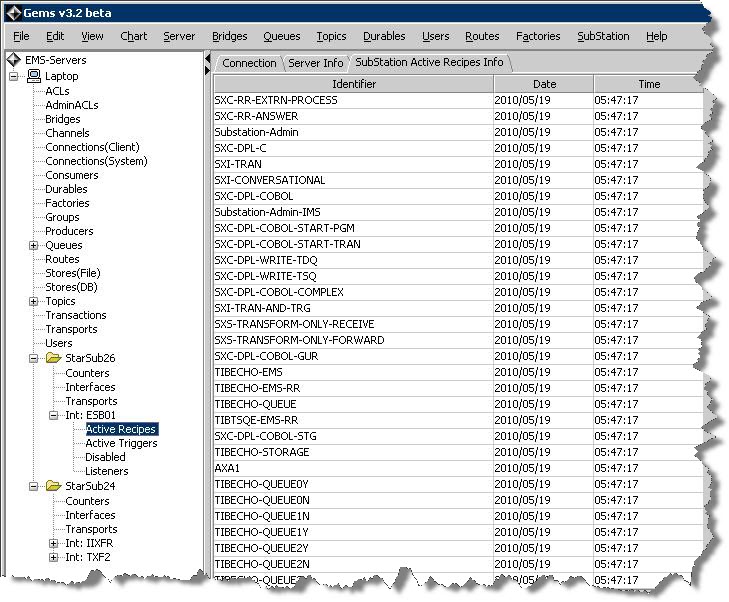 Gems v3.2 beta
File Edit View Chart Server Bridges Queues Topics Durables Users Routes Factories SubStation Help
EMS-Servers
Laptop
ACLs
AdminACLs
Bridges
Channels
Connections(Client)
Connections(System)
Consumers
Durables
Factories
Groups
Producers
Queues
Routes
Stores(File)
Stores(DB)
Topics
Transactions
Transports
Users
StarSub26
Counters
Interfaces
Transports
Int: ESB01
Active Recipes
Active Triggers
Disabled
Listeners
StarSub24
Counters
Interfaces
Transports
Int: IIXFR
Int: TXF2
Connection Server Info SubStation Active Recipes Info
Identifier Date Time
SXC-RR-EXTRN-PROCESS 2010/05/19 05:47:17
SXC-RR-ANSWER 2010/05/19 05:47:17
Substation-Admin 2010/05/19 05:47:17
SXC-DPL-C 2010/05/19 05:47:17
SXI-TRAN 2010/05/19 05:47:17
SXI-CONVERSATIONAL 2010/05/19 05:47:17
SXC-DPL-COBOL 2010/05/19 05:47:17
Substation-Admin-IMS 2010/05/19 05:47:17
SXC-DPL-COBOL-START-PGM 2010/05/19 05:47:17
SXC-DPL-COBOL-START-TRAN 2010/05/19 05:47:17
SXC-DPL-WRITE-TDQ 2010/05/19 05:47:17
SXC-DPL-WRITE-TSQ 2010/05/19 05:47:17
SXC-DPL-COBOL-COMPLEX 2010/05/19 05:47:17
SXI-TRAN-AND-TRG 2010/05/19 05:47:17
SXS-TRANSFORM-ONLY-RECEIVE 2010/05/19 05:47:17
SXS-TRANSFORM-ONLY-FORWARD 2010/05/19 05:47:17
SXC-DPL-COBOL-GUR 2010/05/19 05:47:17
TIBECHO-EMS 2010/05/19 05:47:17
TIBECHO-EMS-RR 2010/05/19 05:47:17
TIBECHO-QUEUE 2010/05/19 05:47:17
TIBTSQE-EMS-RR 2010/05/19 05:47:17
SXC-DPL-COBOL-STG 2010/05/19 05:47:17
TIBECHO-STORAGE 2010/05/19 05:47:17
AXA1 2010/05/19 05:47:17
TIBECHO-QUEUE0Y 2010/05/19 05:47:17
TIBECHO-QUEUE0N 2010/05/19 05:47:17
TIBECHO-QUEUE1N 2010/05/19 05:47:17
TIBECHO-QUEUE1Y 2010/05/19 05:47:17
TIBECHO-QUEUE2Y 2010/05/19 05:47:17
TIBECHO-QUEUE2N 2010/05/19 05:47:17
05:47:17